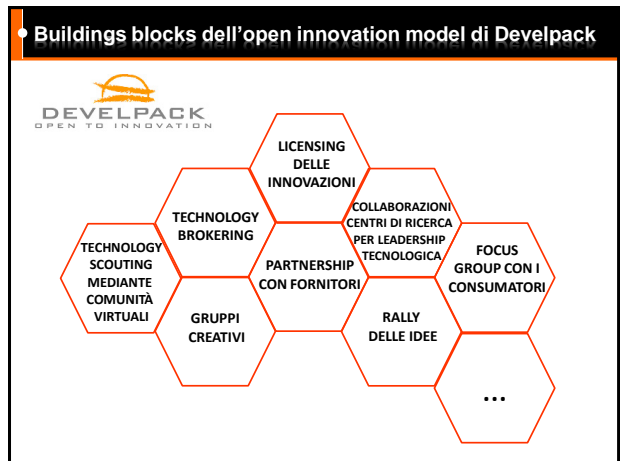 Buildings blocks dell'open innovation model di Develpack
DEVELPACK
OPEN TO INNOVATION
LICENSING
DELLE
INNOVAZIONI
TECHNOLOGY
BROKERING
COLLABORAZIONI
CENTRI DI RICERCA
PER LEADERSHIP
TECNOLOGICA
TECHNOLOGY
SCOUTING
MEDIANTE
COMUNITÀ
VIRTUALI
PARTNERSHIP
CON FORNITORI
FOCUS
GROUP CON I
CONSUMATORI
GRUPPI
CREATIVI
RALLY
DELLE IDEE
...